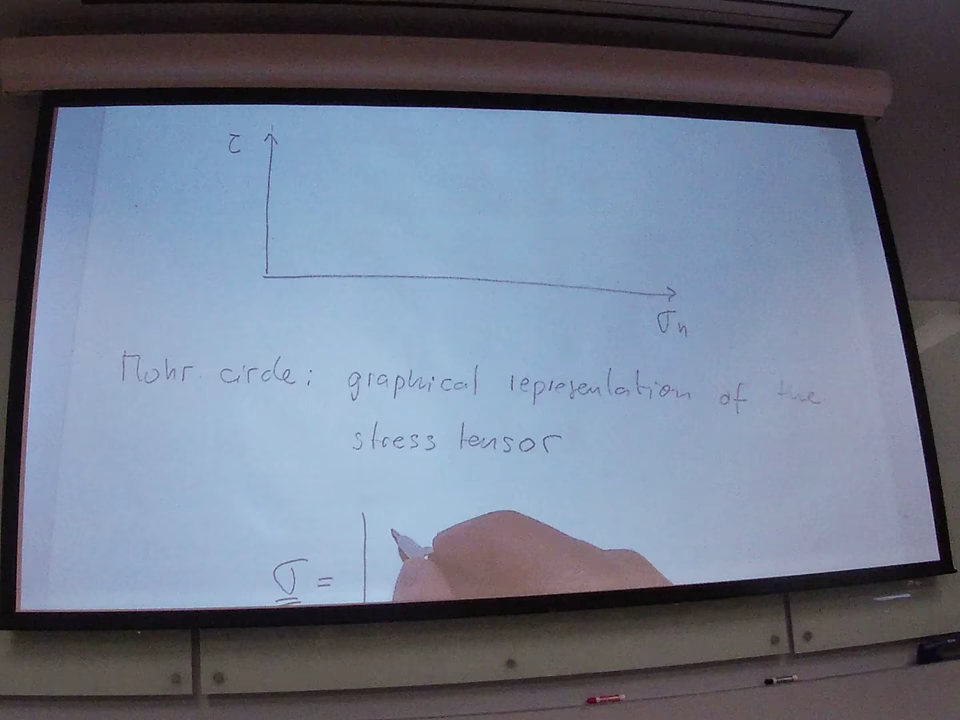 τ
σn
Mohr circle: graphical representation of the
stress tensor
σ =